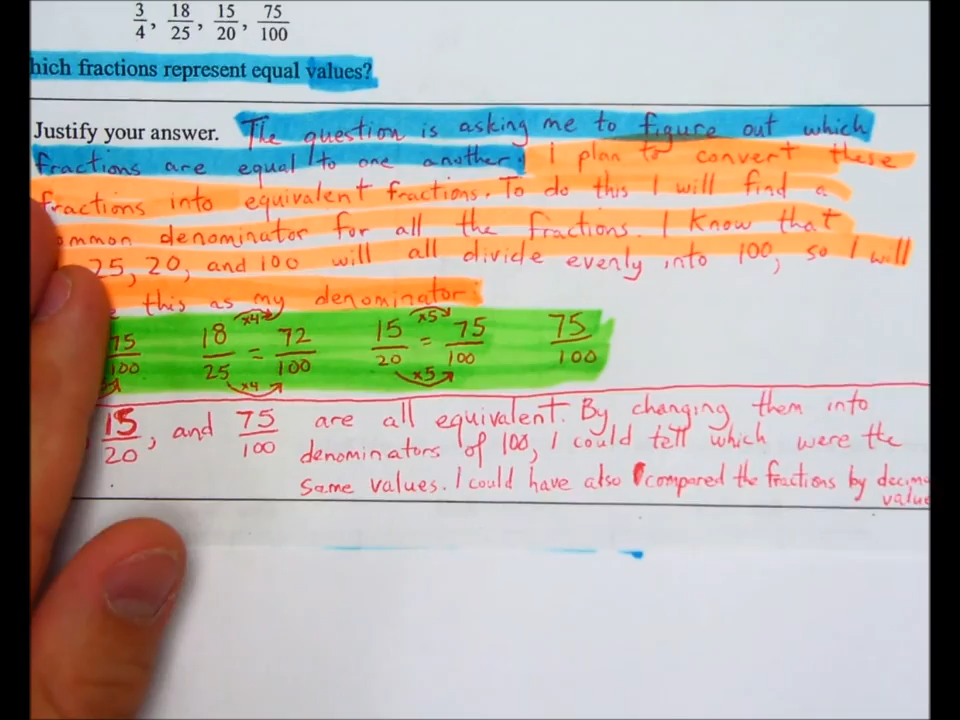 3/4, 18/25, 15/20, 75/100
hich fractions represent equal values?
Justify your answer. The question is asking me to figure out which
fractions are equal to one another. I plan to convert these
fractions into equivalent fractions. To do this I will find a
ommon denominator for all the fractions. I know that
25, 20, and 100 will all divide evenly into 100, so I will
this as my denominator.
x4 x5
75/100 18/25 = 72/100 15/20 = 75/100 75/100
x4 x5
15/20, and 75/100 are all equivalent. By changing them into
denominators of 100, I could tell which were the
same values. I could have also compared the fractions by decim
value